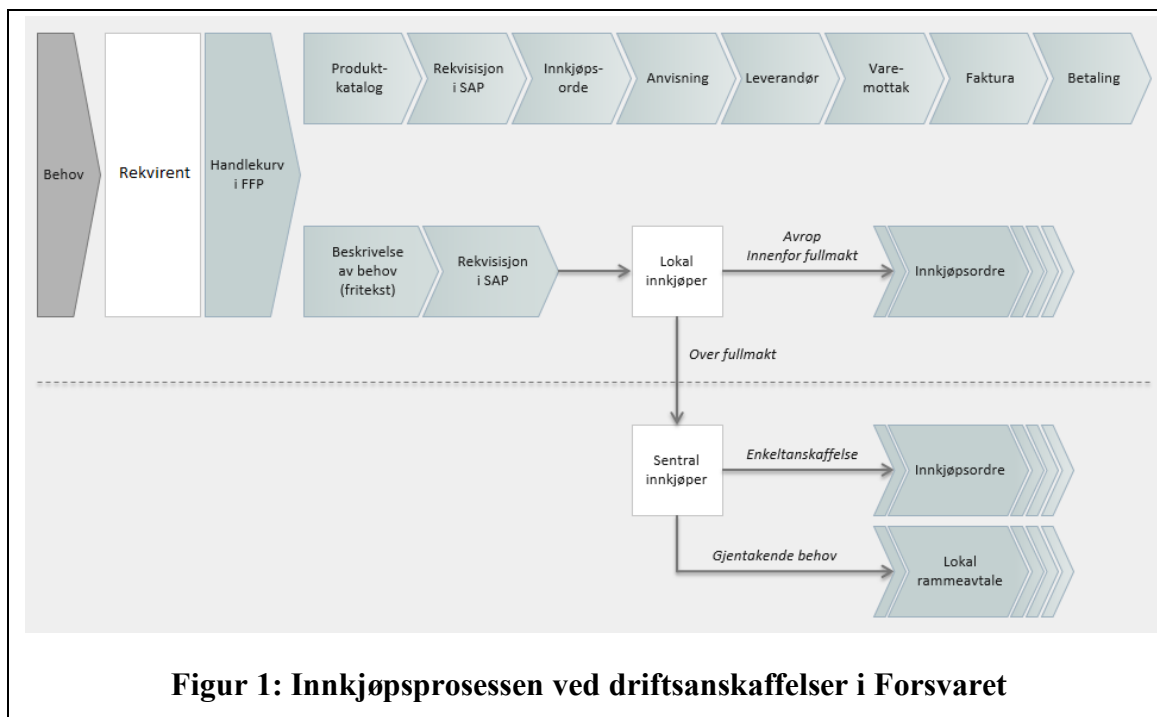 Behov
Rekvirent
Handlekurv
i FFP
Produkt-
katalog
Rekvisisjon
i SAP
Innkjøps-
orde
Anvisning
Leverandør
Vare-
mottak
Faktura
Betaling
Beskrivelse
av behov
(fritekst)
Rekvisisjon
i SAP
Lokal
innkjøper
Avrop
Innenfor fullmakt
Innkjøpsordre
Over fullmakt
Sentral
innkjøper
Enkeltanskaffelse
Innkjøpsordre
Gjentakende behov
Lokal
rammeavtale
Figur 1: Innkjøpsprosessen ved driftsanskaffelser i Forsvaret